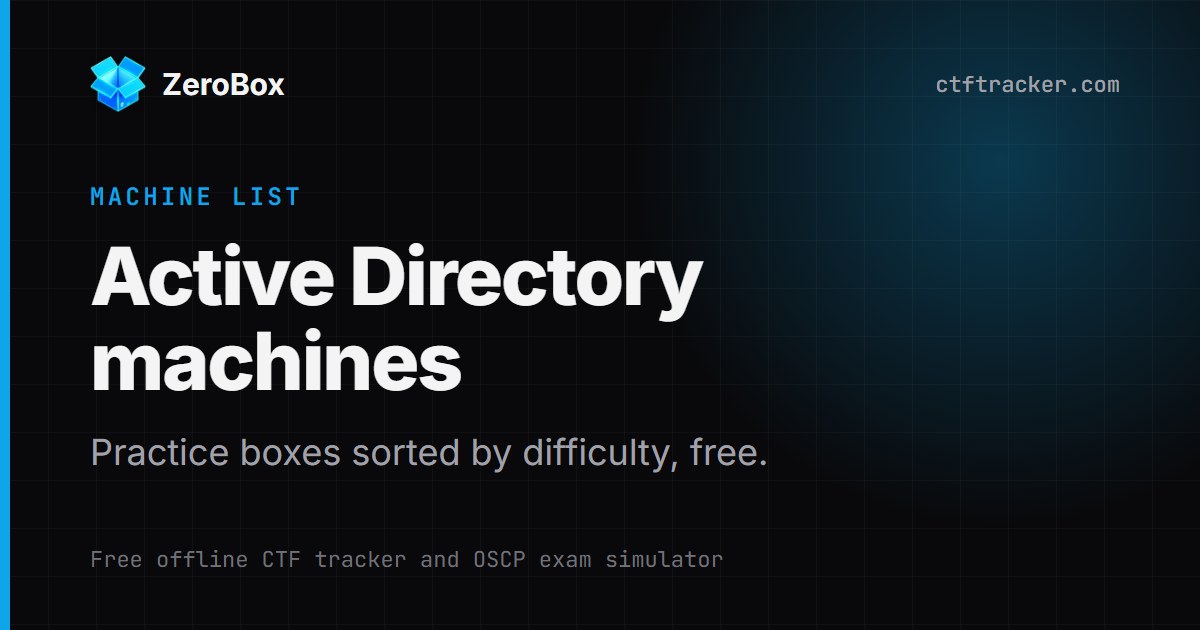 ZeroBox
ctftracker.com
MACHINE LIST
Active Directory
machines
Practice boxes sorted by difficulty, free.
Free offline CTF tracker and OSCP exam simulator